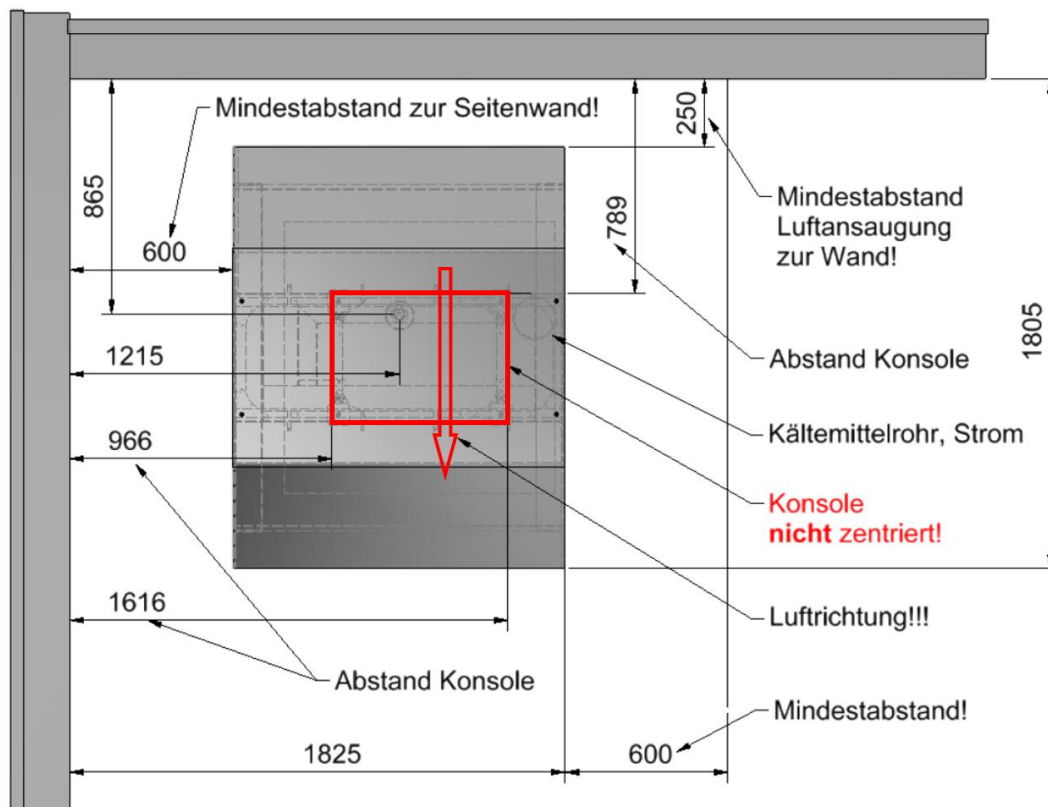 Mindestabstand zur Seitenwand!
250
865
789
Mindestabstand
Luftansaugung
zur Wand!
600
1805
1215
Abstand Konsole
Kältemittelrohr, Strom
966
Konsole
nicht zentriert!
1616
Luftrichtung!!!
Abstand Konsole
Mindestabstand!
1825
600